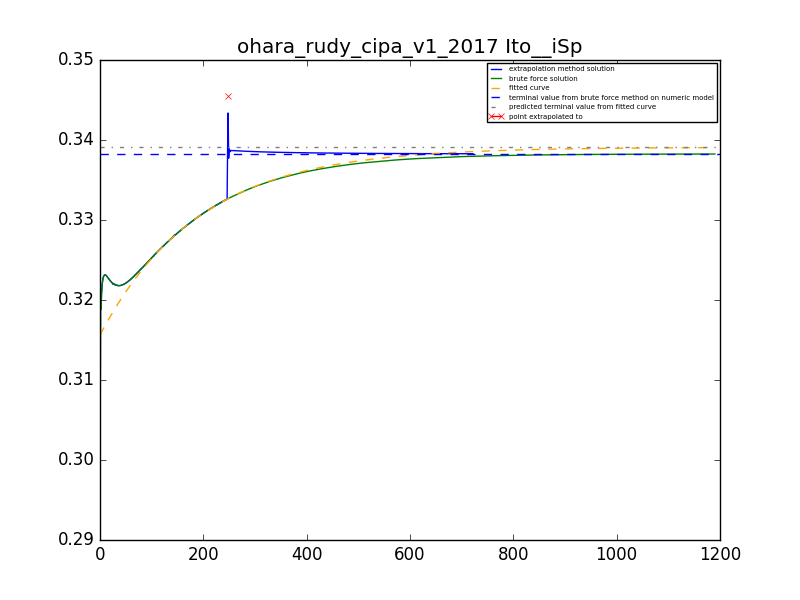 ohara_rudy_cipa_v1_2017 Ito__iSp
extrapolation method solution
brute force solution
fitted curve
terminal value from brute force method on numeric model
predicted terminal value from fitted curve
point extrapolated to
0.35
0.34
0.33
0.32
0.31
0.30
0.29
0 200 400 600 800 1000 1200